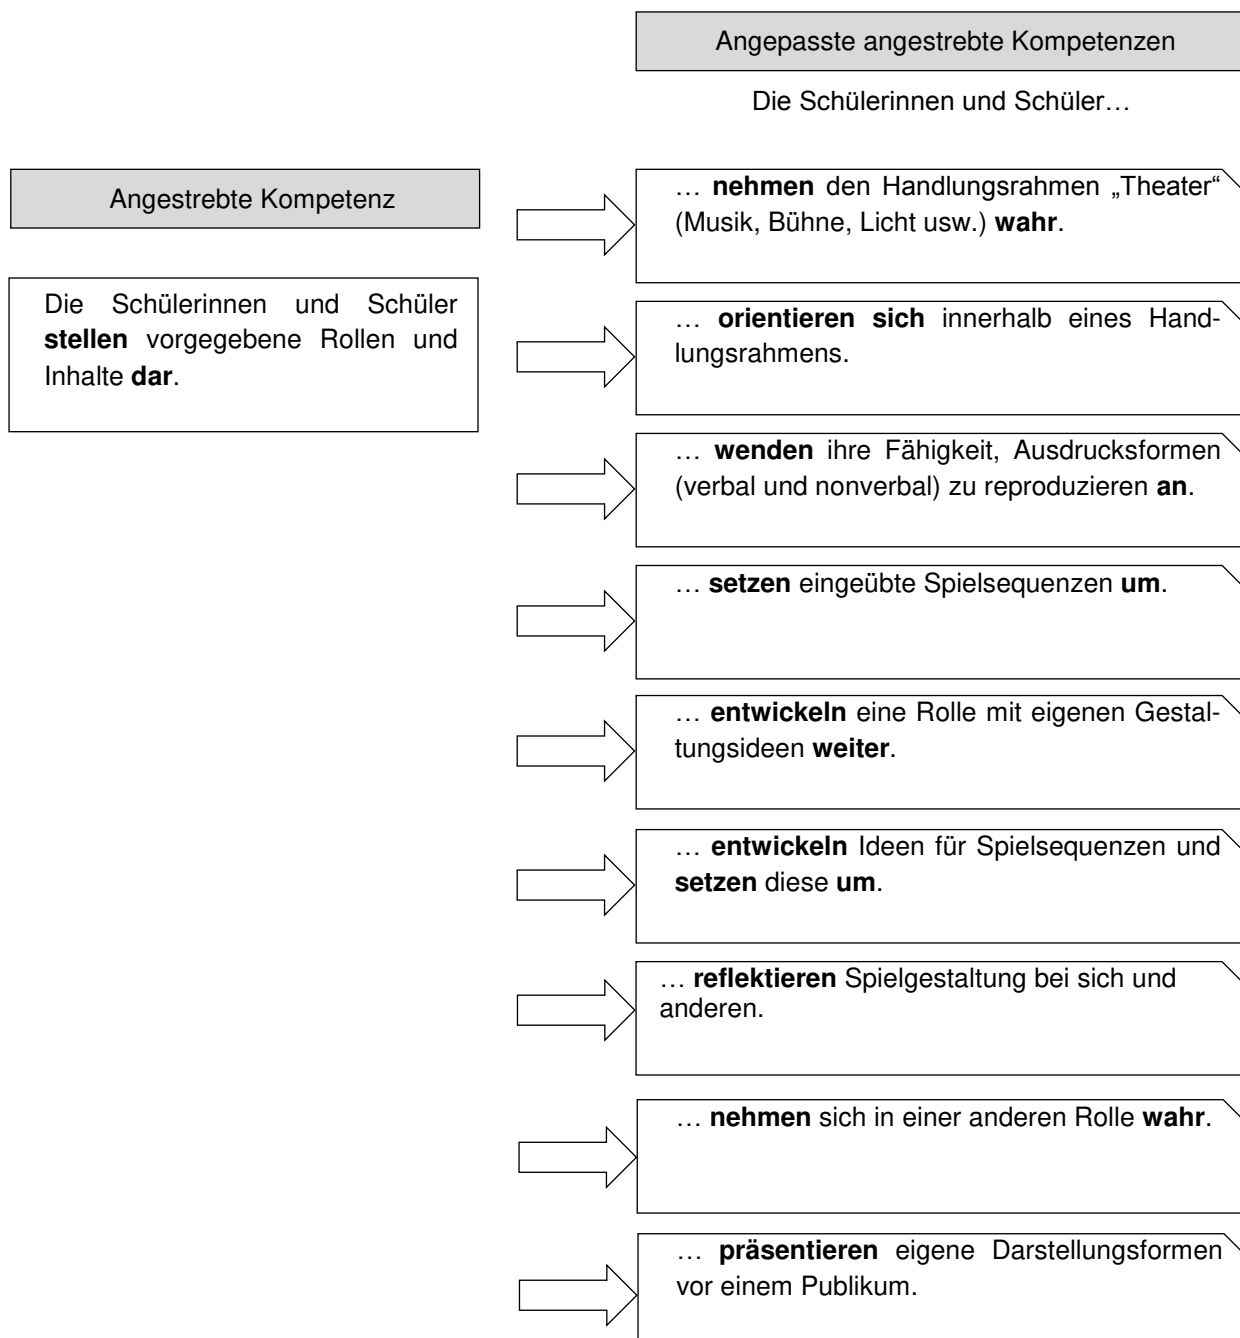 Angepasste angestrebte Kompetenzen
Die Schülerinnen und Schüler…
Angestrebte Kompetenz
Die Schülerinnen und Schüler
stellen vorgegebene Rollen und
Inhalte dar.
… nehmen den Handlungsrahmen „Theater“
(Musik, Bühne, Licht usw.) wahr.
… orientieren sich innerhalb eines Hand-
lungsrahmens.
… wenden ihre Fähigkeit, Ausdrucksformen
(verbal und nonverbal) zu reproduzieren an.
… setzen eingeübte Spielsequenzen um.
… entwickeln eine Rolle mit eigenen Gestal-
tungsideen weiter.
… entwickeln Ideen für Spielsequenzen und
setzen diese um.
… reflektieren Spielgestaltung bei sich und
anderen.
… nehmen sich in einer anderen Rolle wahr.
… präsentieren eigene Darstellungsformen
vor einem Publikum.